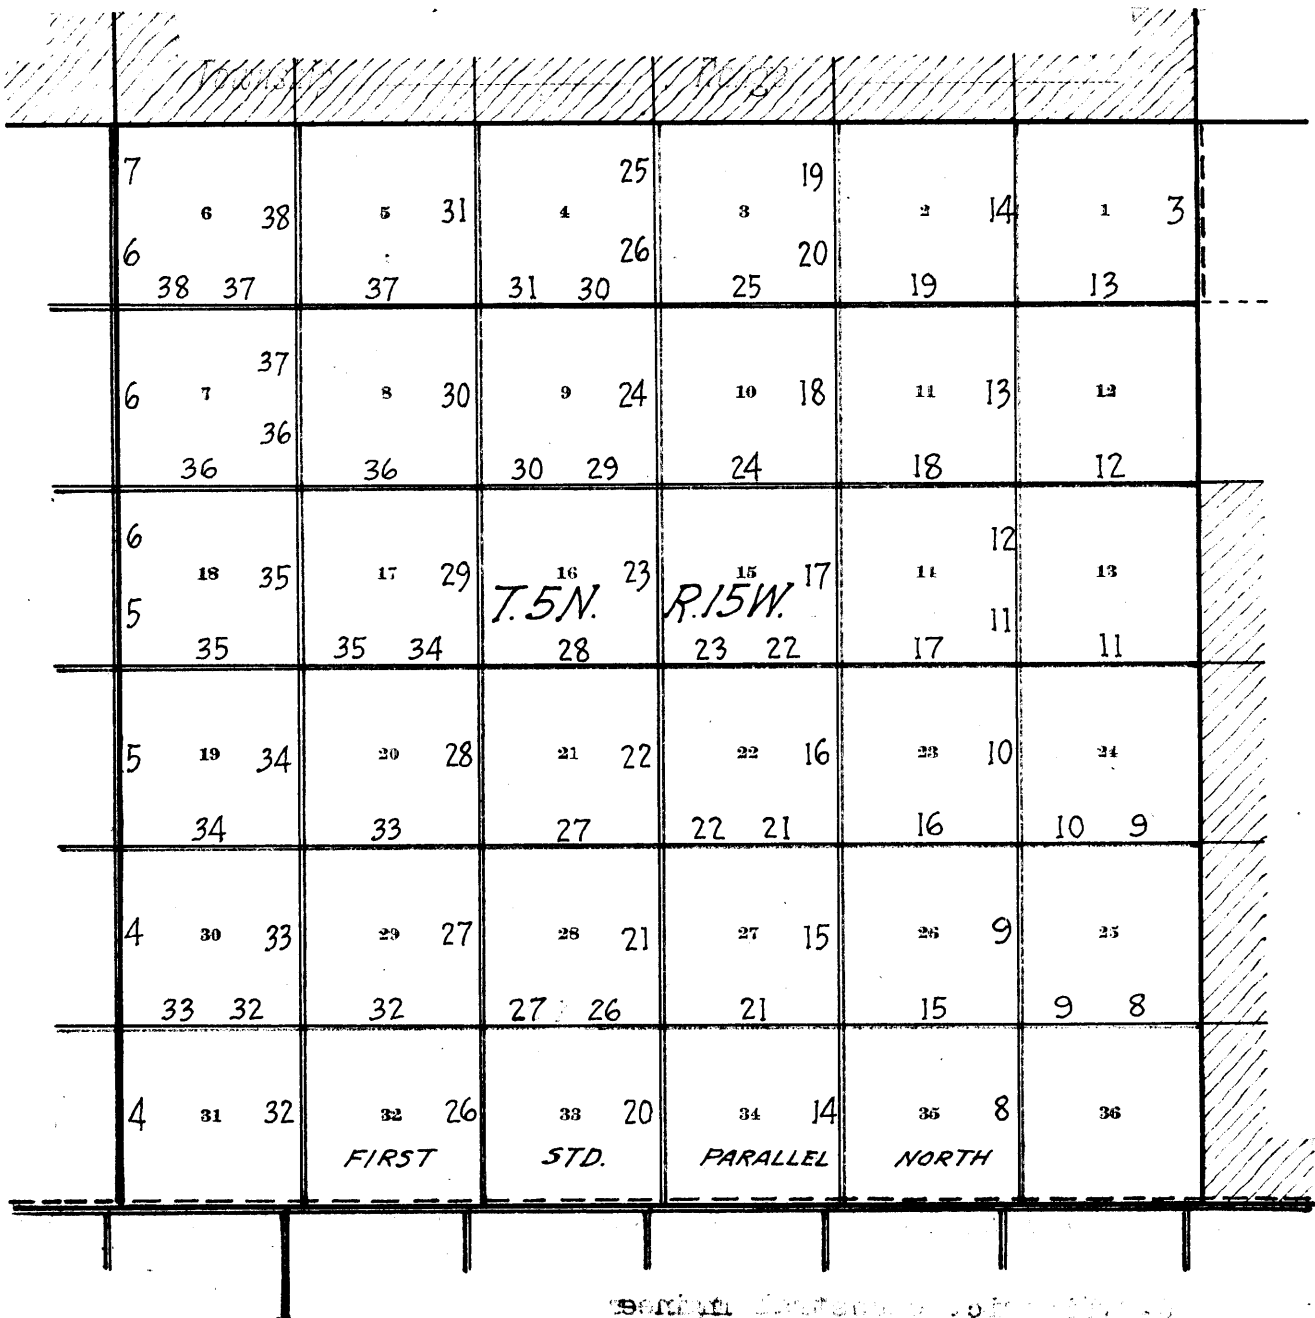 Township Range
7 25 19
6 38 5 31 4 3 2 14 1 3
6 26 20
38 37 37 31 30 25 19 13
37
6 7 8 30 9 24 10 18 11 13 12
36
36 36 30 29 24 18 12
6 12
18 35 17 29 16 23 15 17 14 13
5 T.5N. R.15W. 11
35 35 34 28 23 22 17 11
5 19 34 20 28 21 22 22 16 23 10 24
34 33 27 22 21 16 10 9
4 30 33 29 27 28 21 27 15 26 9 25
33 32 32 27 26 21 15 9 8
4 31 32 32 26 33 20 34 14 35 8 36
FIRST STD. PARALLEL NORTH